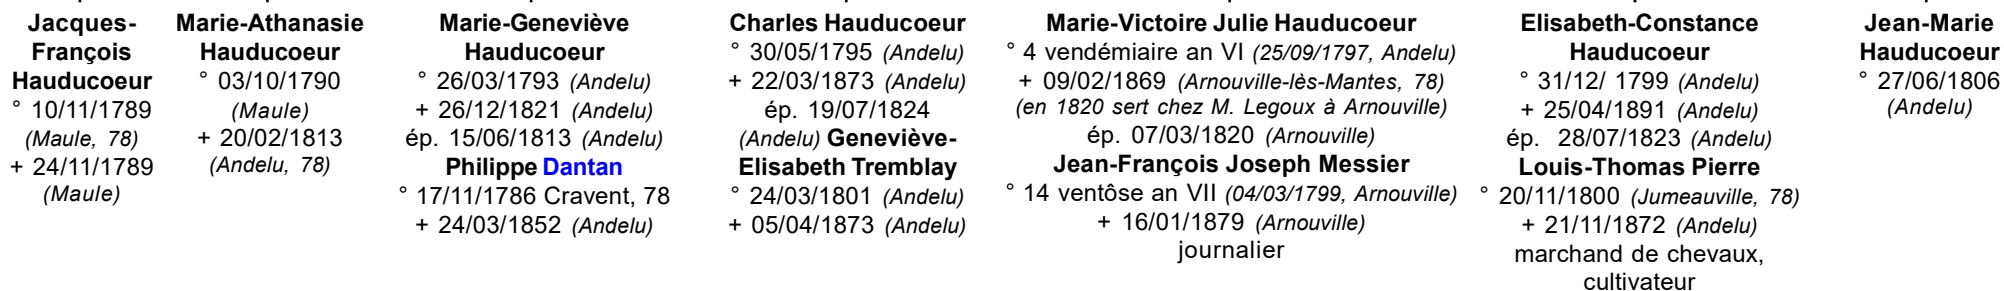 Jacques-
François
Hauducoeur
° 10/11/1789
(Maule, 78)
+ 24/11/1789
(Maule)
Marie-Athanasie
Hauducoeur
° 03/10/1790
(Maule)
+ 20/02/1813
(Andelu, 78)
Marie-Geneviève
Hauducoeur
° 26/03/1793 (Andelu)
+ 26/12/1821 (Andelu)
ép. 15/06/1813 (Andelu)
Philippe Dantan
° 17/11/1786 Cravent, 78
+ 24/03/1852 (Andelu)
Charles Hauducoeur
° 30/05/1795 (Andelu)
+ 22/03/1873 (Andelu)
ép. 19/07/1824
(Andelu) Geneviève-
Elisabeth Tremblay
° 24/03/1801 (Andelu)
+ 05/04/1873 (Andelu)
Marie-Victoire Julie Hauducoeur
° 4 vendémiaire an VI (25/09/1797, Andelu)
+ 09/02/1869 (Arnouville-lès-Mantes, 78)
(en 1820 sert chez M. Legoux à Arnouville)
ép. 07/03/1820 (Arnouville)
Jean-François Joseph Messier
° 14 ventôse an VII (04/03/1799, Arnouville)
+ 16/01/1879 (Arnouville)
journalier
Elisabeth-Constance
Hauducoeur
° 31/12/ 1799 (Andelu)
+ 25/04/1891 (Andelu)
ép. 28/07/1823 (Andelu)
Louis-Thomas Pierre
° 20/11/1800 (Jumeauville, 78)
+ 21/11/1872 (Andelu)
marchand de chevaux,
cultivateur
Jean-Marie
Hauducoeur
° 27/06/1806
(Andelu)